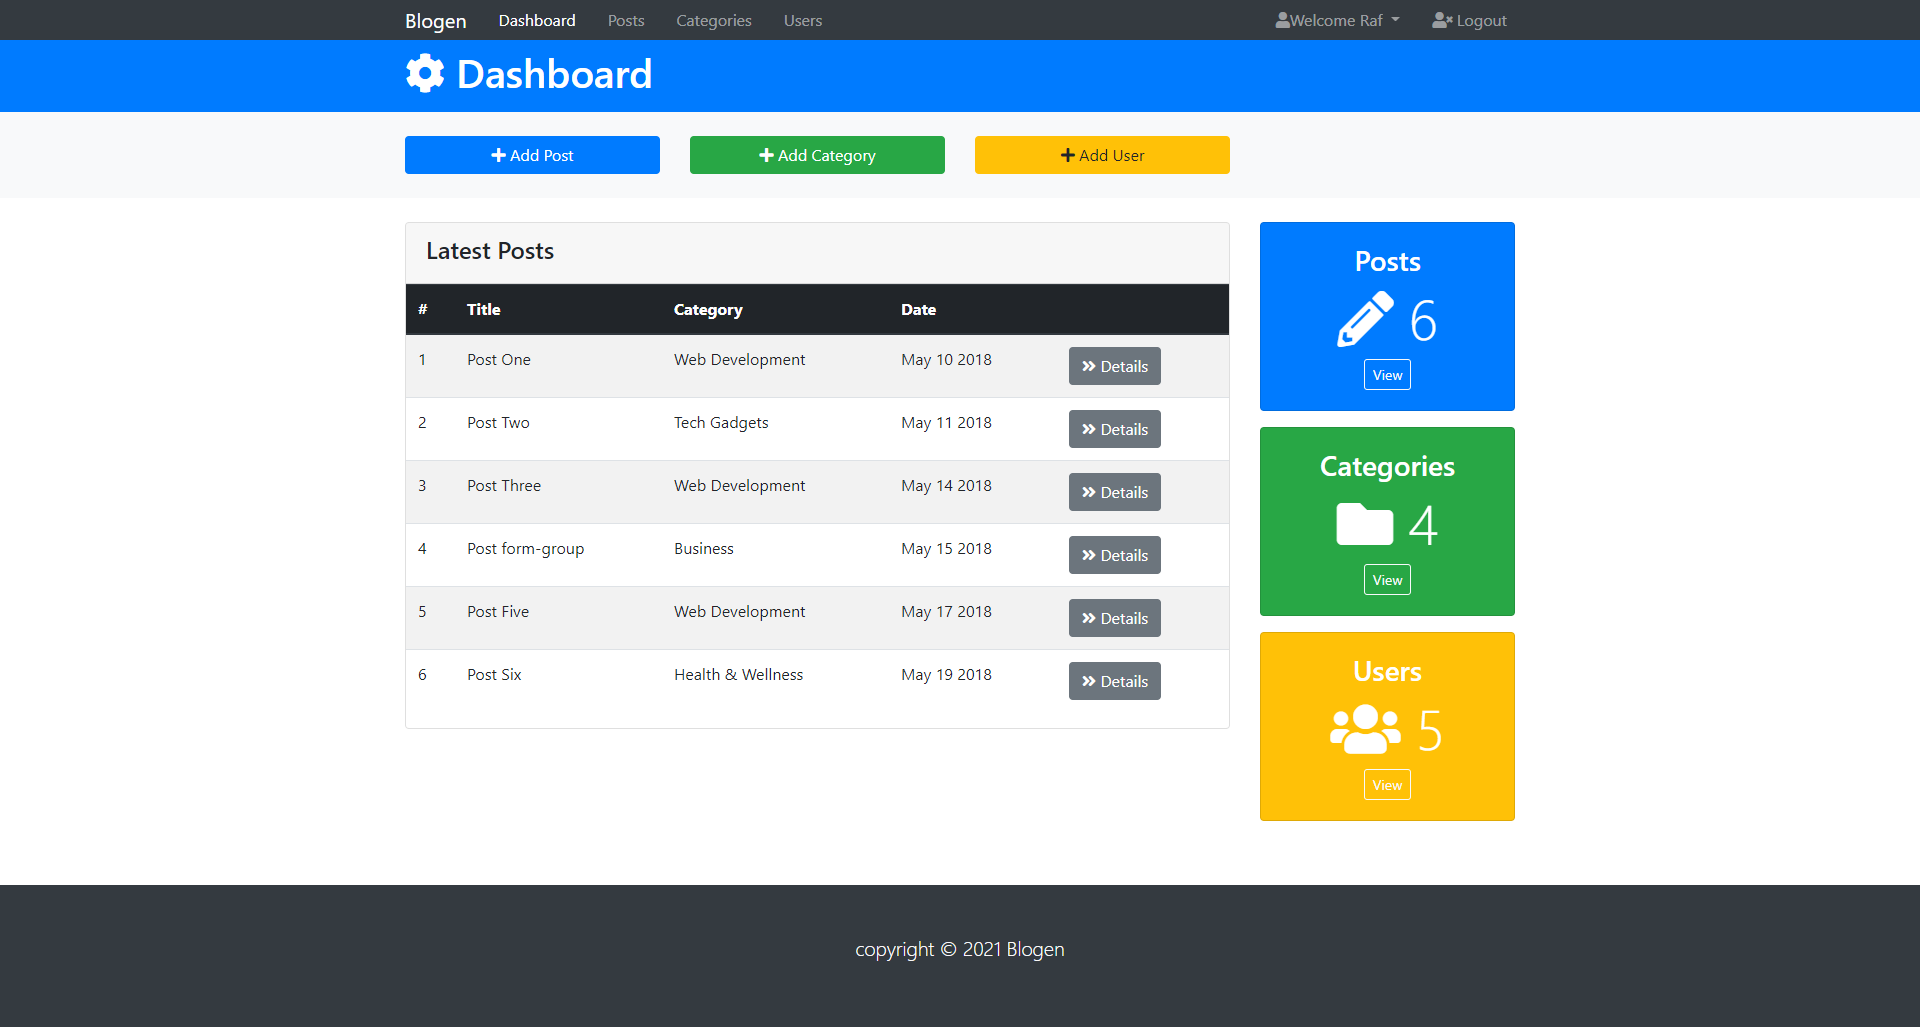 Blogen Dashboard Posts Categories Users Welcome Raf Logout
Dashboard
Add Post Add Category Add User
Latest Posts
# Title Category Date
1 Post One Web Development May 10 2018 Details
2 Post Two Tech Gadgets May 11 2018 Details
3 Post Three Web Development May 14 2018 Details
4 Post form-group Business May 15 2018 Details
5 Post Five Web Development May 17 2018 Details
6 Post Six Health & Wellness May 19 2018 Details
Posts
6
View
Categories
4
View
Users
5
View
copyright © 2021 Blogen